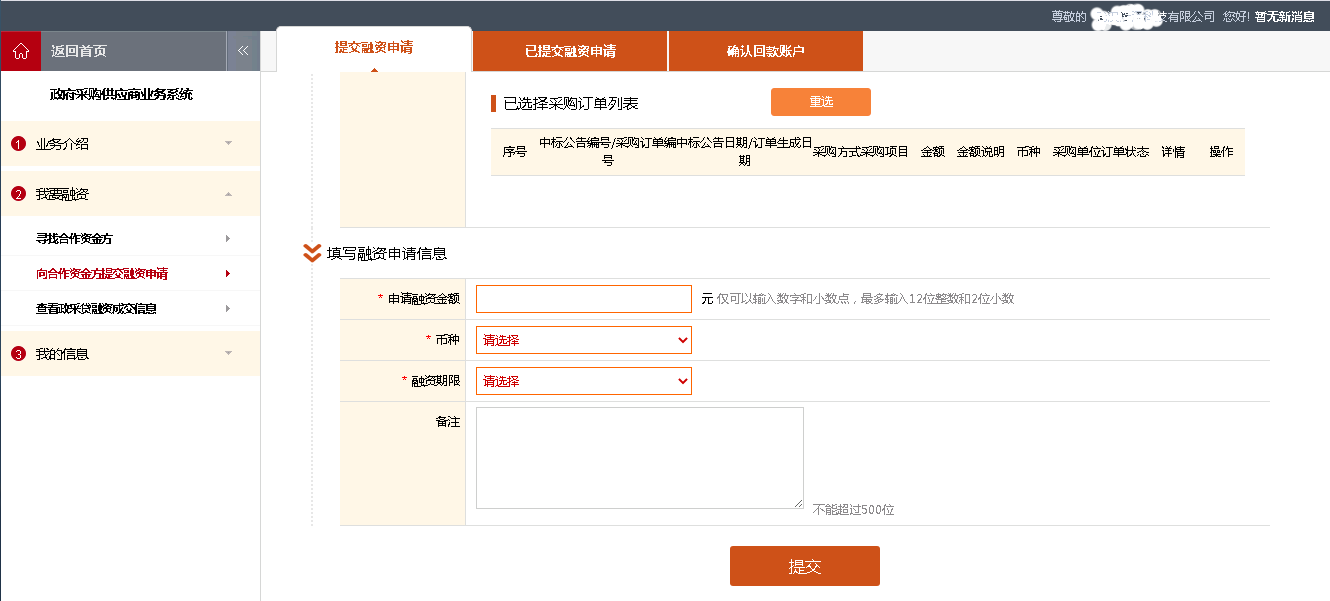 尊敬的 技有限公司 您好! 暂无新消息
返回首页
提交融资申请
已提交融资申请
确认回款账户
政府采购供应商业务系统
1 业务介绍
2 我要融资
寻找合作资金方
向合作资金方提交融资申请
查看政采贷融资成交信息
3 我的信息
已选择采购订单列表
重选
序号 中标公告编号/采购订单编号 中标公告日期/订单生成日期 采购方式 采购项目 金额 金额说明 币种 采购单位 订单状态 详情 操作
填写融资申请信息
* 申请融资金额 元 仅可以输入数字和小数点，最多输入12位整数和2位小数
* 币种 请选择
* 融资期限 请选择
备注
不能超过500位
提交